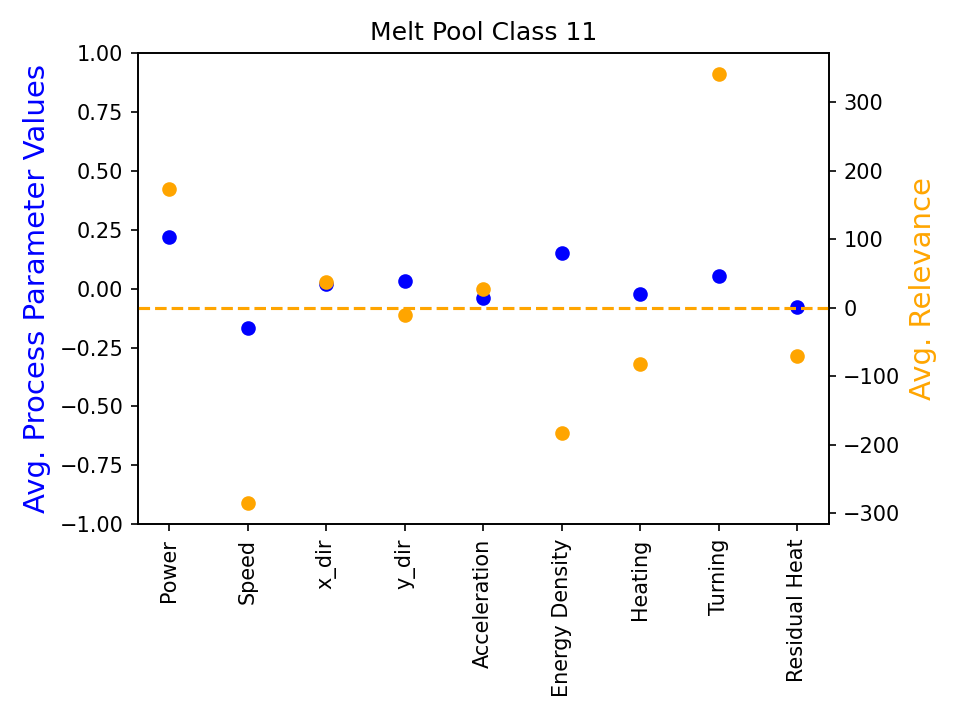 Melt Pool Class 11
Avg. Process Parameter Values
1.00
0.75
0.50
0.25
0.00
−0.25
−0.50
−0.75
−1.00
300
200
100
0
−100
−200
−300
Avg. Relevance
Power
Speed
x_dir
y_dir
Acceleration
Energy Density
Heating
Turning
Residual Heat